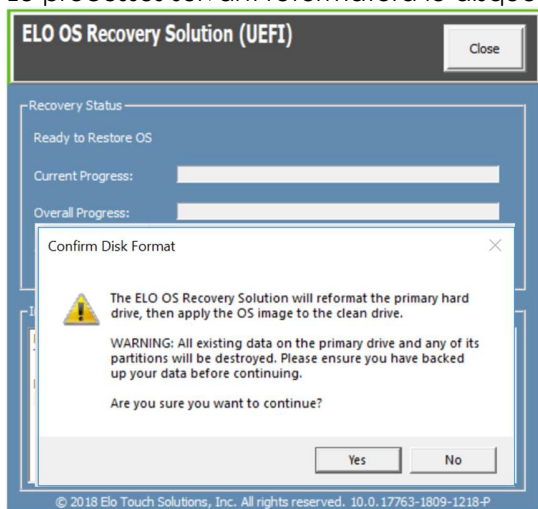 ELO OS Recovery Solution (UEFI)
Close
Recovery Status
Ready to Restore OS
Current Progress:
Overall Progress:
Confirm Disk Format
The ELO OS Recovery Solution will reformat the primary hard
drive, then apply the OS image to the clean drive.
WARNING: All existing data on the primary drive and any of its
partitions will be destroyed. Please ensure you have backed
up your data before continuing.
Are you sure you want to continue?
Yes
No
© 2018 Elo Touch Solutions, Inc. All rights reserved. 10.0.17763-1809-1218-P